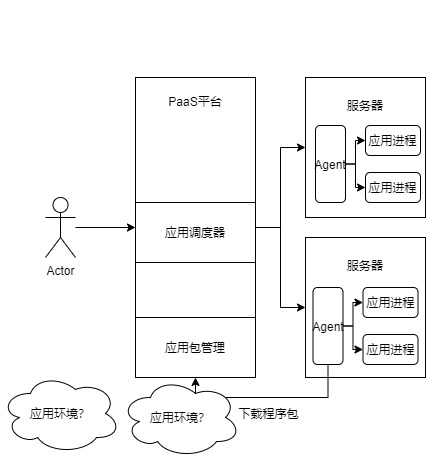 PaaS平台
服务器
应用进程
Agent
应用进程
应用调度器
Actor
服务器
应用进程
Agent
应用进程
应用包管理
应用环境?
应用环境?
下载程序包